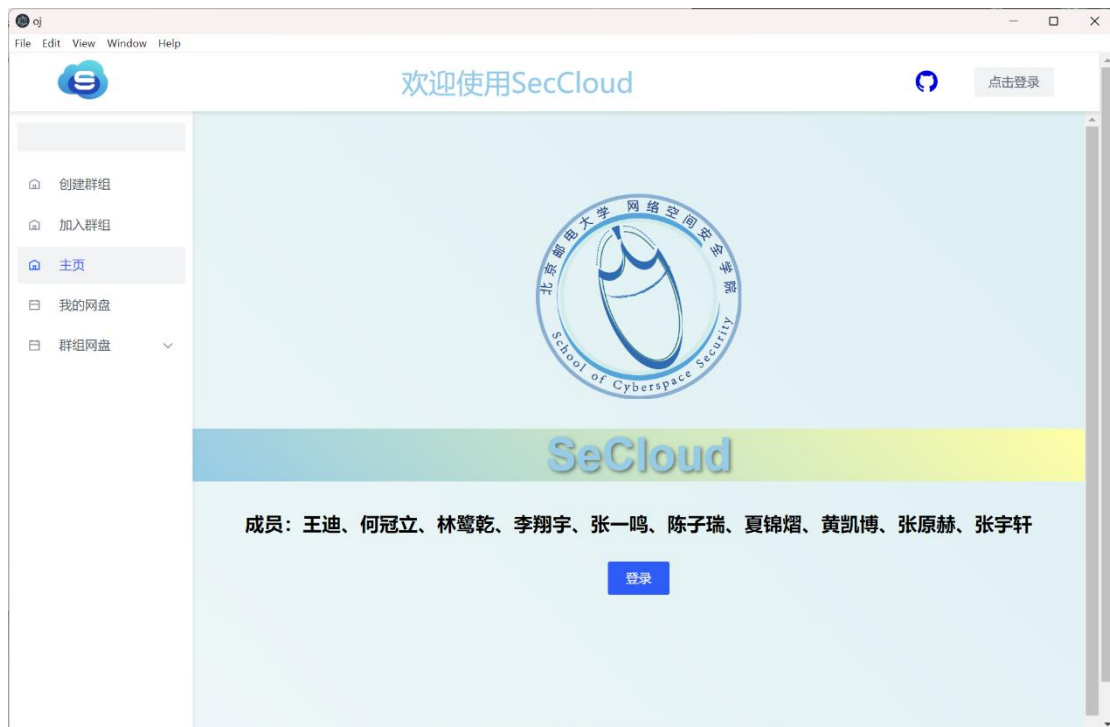 oj
File Edit View Window Help
S
欢迎使用SecCloud
点击登录
创建群组
加入群组
主页
我的网盘
群组网盘
北京邮电大学 网络空间安全学院
School of Cyberspace Security
SeCloud
成员：王迪、何冠立、林鹭乾、李翔宇、张一鸣、陈子瑞、夏锦熠、黄凯博、张原赫、张宇轩
登录